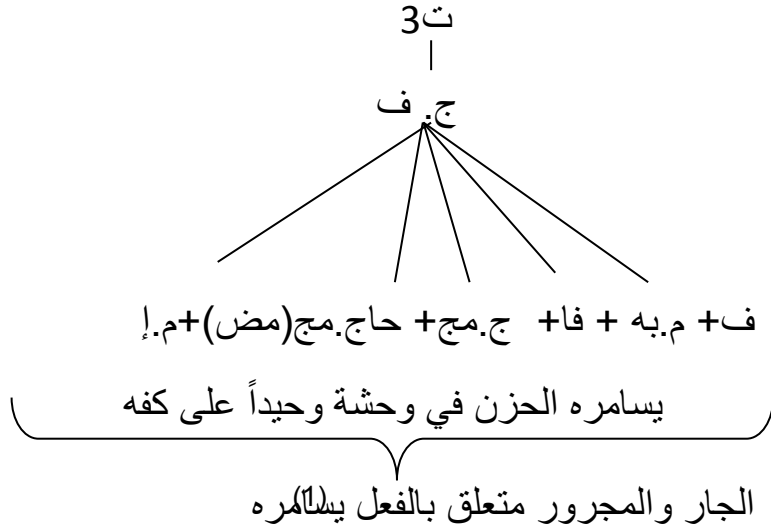 ت3
ج. ف
ف+ م.به + فا+ ج.مج+ حاج.مج(مض)+م.إ
يسامره الحزن في وحشة وحيداً على كفه
الجار والمجرور متعلق بالفعل يسامره(1)